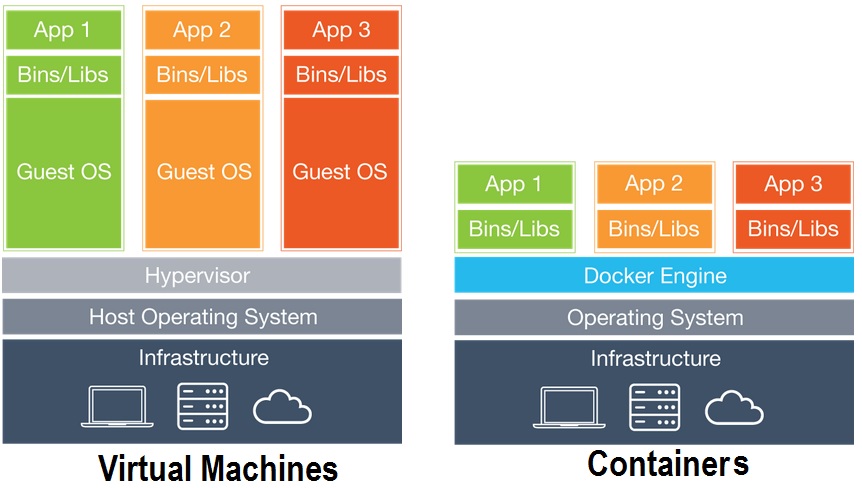 App 1
App 2
App 3
Bins/Libs
Bins/Libs
Bins/Libs
Guest OS
Guest OS
Guest OS
Hypervisor
Host Operating System
Infrastructure
Virtual Machines
App 1
App 2
App 3
Bins/Libs
Bins/Libs
Bins/Libs
Docker Engine
Operating System
Infrastructure
Containers